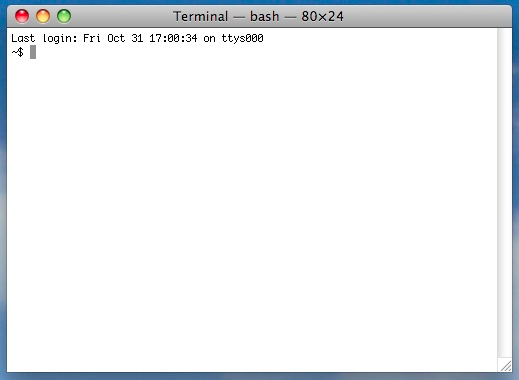 Terminal — bash — 80×24
Last login: Fri Oct 31 17:00:34 on ttys000
~$